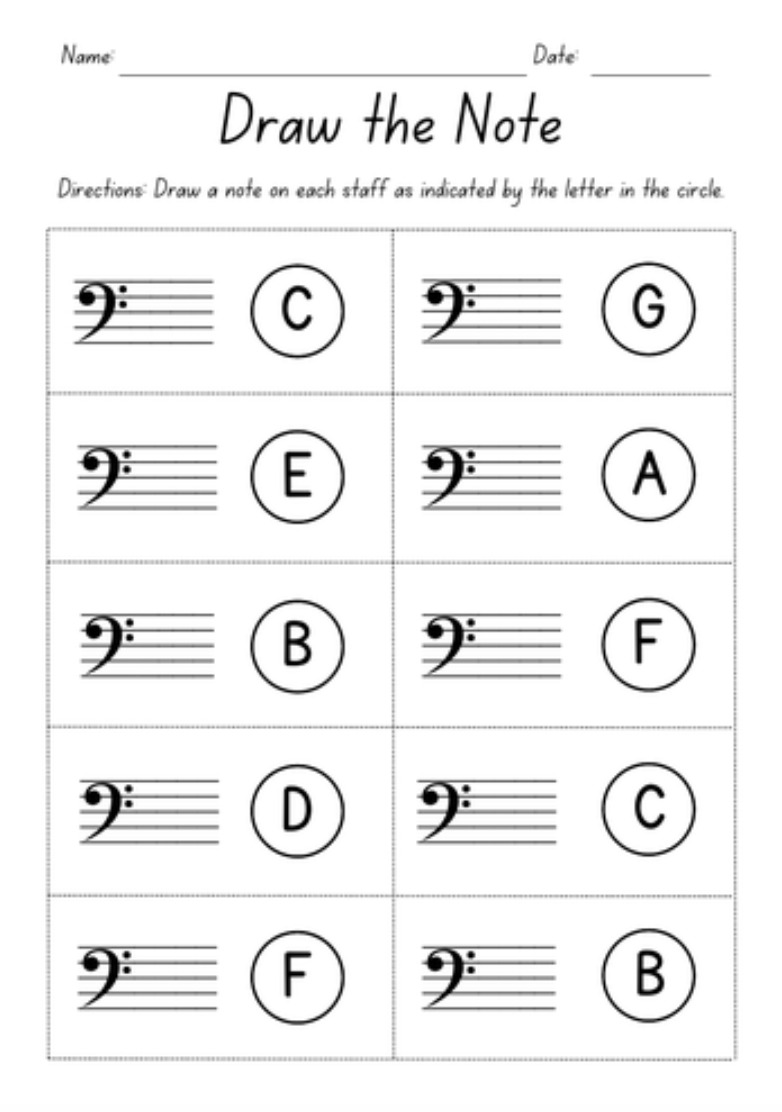 Name: Date:
Draw the Note
Directions: Draw a note on each staff as indicated by the letter in the circle.
C G
E A
B F
D C
F B